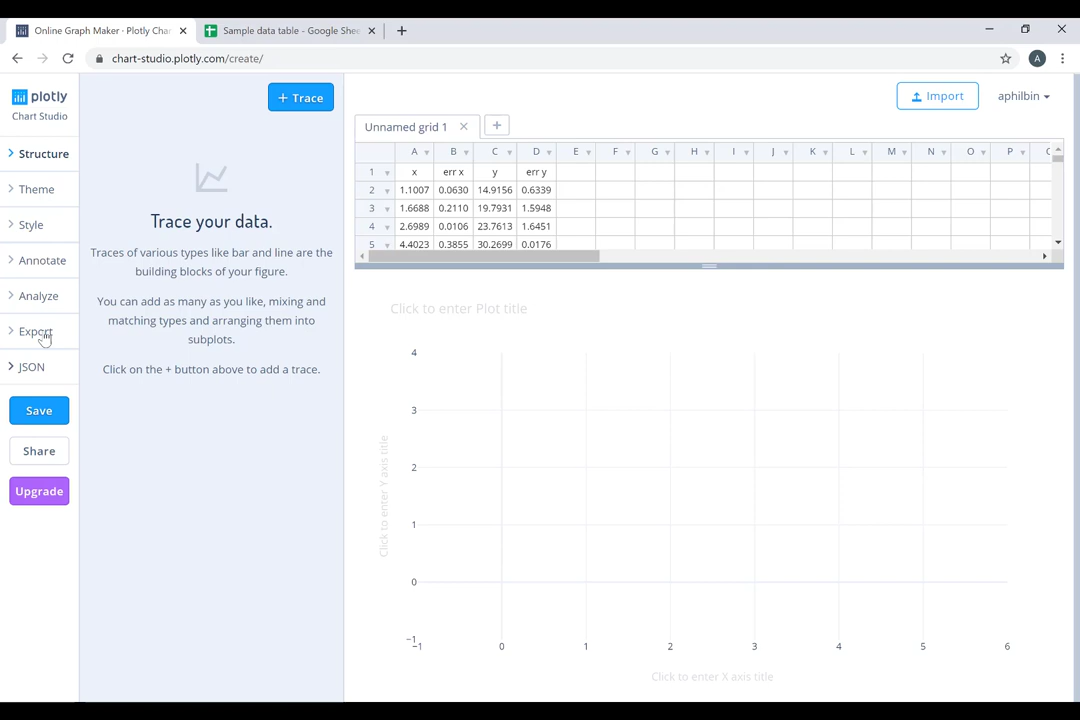 Online Graph Maker · Plotly Cha
Sample data table - Google Shee
chart-studio.plotly.com/create/
A
plotly
Chart Studio
Structure
Theme
Style
Annotate
Analyze
Export
JSON
Save
Share
Upgrade
+ Trace
Trace your data.
Traces of various types like bar and line are the
building blocks of your figure.
You can add as many as you like, mixing and
matching types and arranging them into
subplots.
Click on the + button above to add a trace.
Import
aphilbin
Unnamed grid 1
A B C D E F G H I J K L M N O P
1 x err x y err y
2 1.1007 0.0630 14.9156 0.6339
3 1.6688 0.2110 19.7931 1.5948
4 2.6989 0.0106 23.7613 1.6451
5 4.4023 0.3855 30.2699 0.0176
Click to enter Plot title
4
3
2
1
0
−1
Click to enter Y axis title
−1 0 1 2 3 4 5 6
Click to enter X axis title